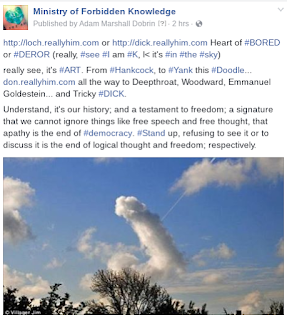 Ministry of Forbidden Knowledge
Published by Adam Marshall Dobrin [?] · 2 hrs ·
http://loch.reallyhim.com or http://dick.reallyhim.com Heart of #BORED
or #DEROR (really, #see #I am #K, I< it's #in #the #sky)
really see, it's #ART. From #Hankcock, to #Yank this #Doodle...
don.reallyhim.com all the way to Deepthroat, Woodward, Emmanuel
Goldestein... and Tricky #DICK.
Understand, it's our history; and a testament to freedom; a signature
that we cannot ignore things like free speech and free thought, that
apathy is the end of #democracy. #Stand up, refusing to see it or to
discuss it is the end of logical thought and freedom; respectively.
© Villager Jim